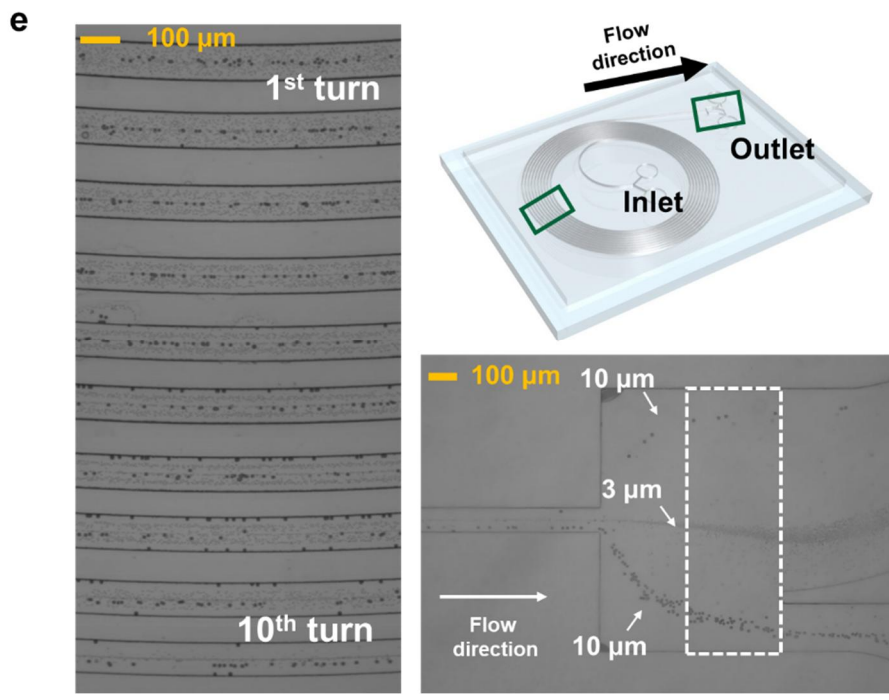 e
100 μm
1st turn
10th turn
Flow
direction
Outlet
Inlet
100 μm
10 μm
3 μm
10 μm
Flow
direction